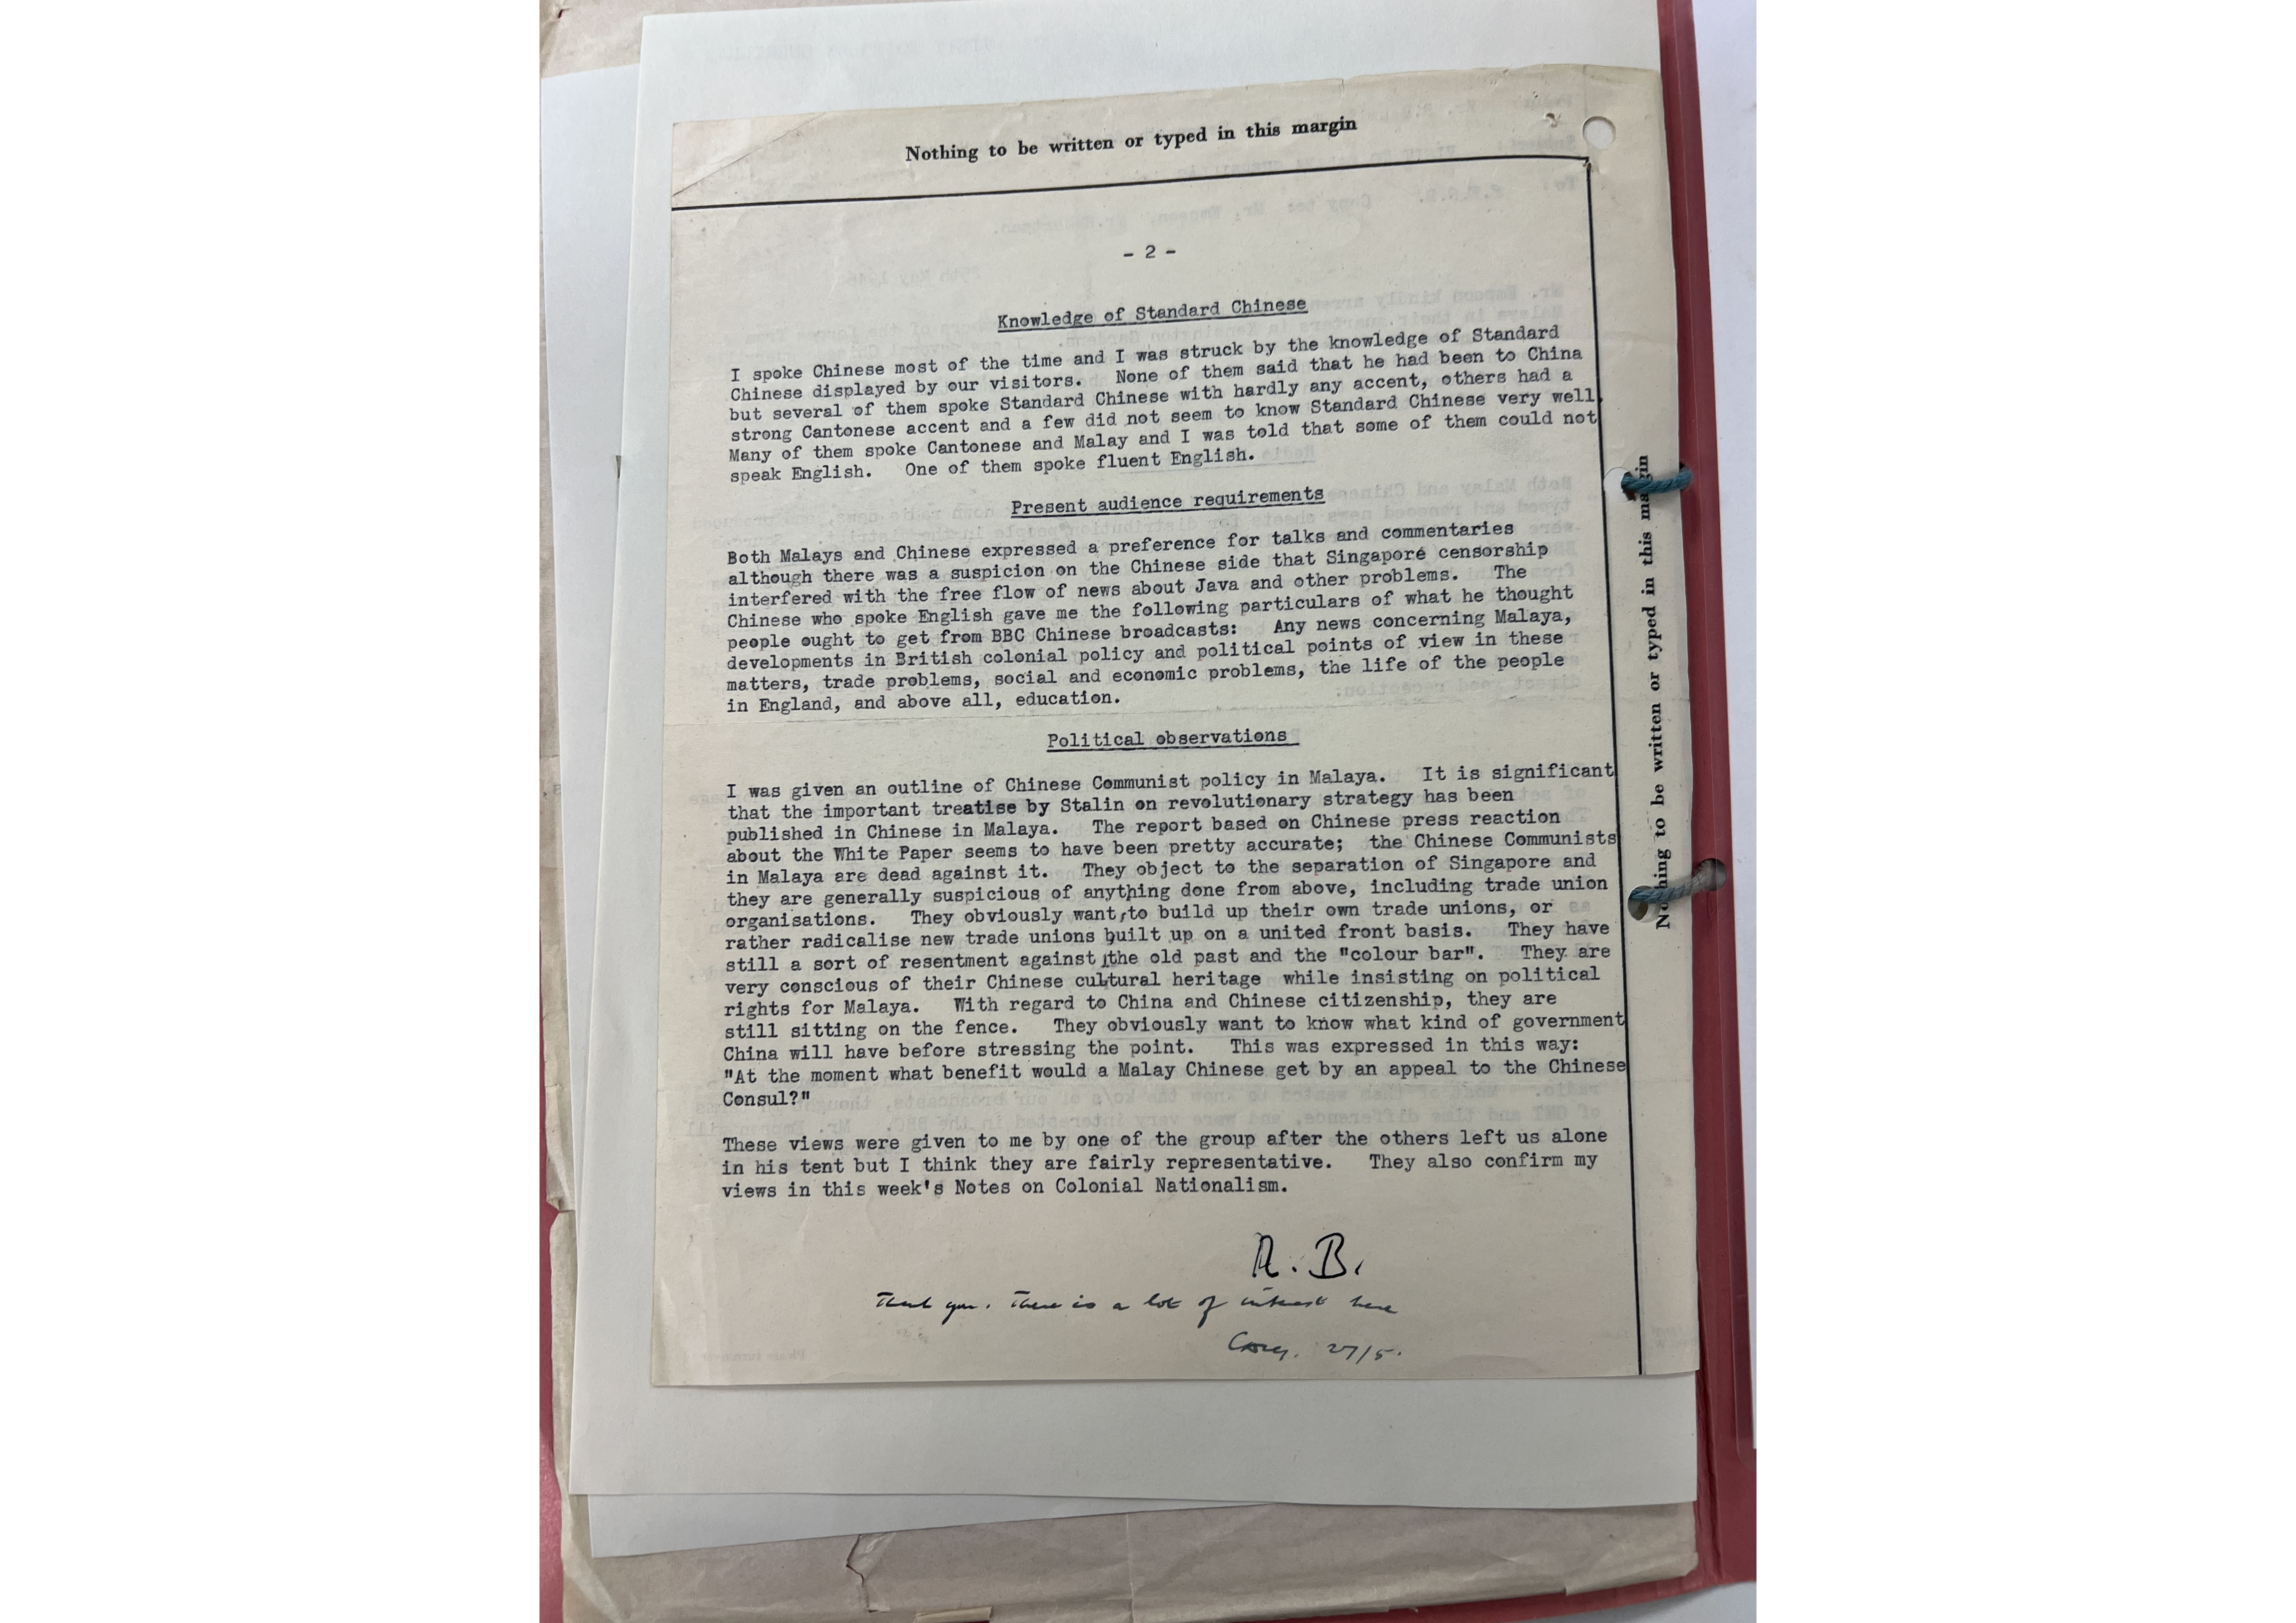 Nothing to be written or typed in this margin
- 2 -
Knowledge of Standard Chinese
I spoke Chinese most of the time and I was struck by the knowledge of Standard
Chinese displayed by our visitors. None of them said that he had been to China
but several of them spoke Standard Chinese with hardly any accent, others had a
strong Cantonese accent and a few did not seem to know Standard Chinese very well.
Many of them spoke Cantonese and Malay and I was told that some of them could not
speak English. One of them spoke fluent English.
Present audience requirements
Both Malays and Chinese expressed a preference for talks and commentaries
although there was a suspicion on the Chinese side that Singapore censorship
interfered with the free flow of news about Java and other problems. The
Chinese who spoke English gave me the following particulars of what he thought
people ought to get from BBC Chinese broadcasts: Any news concerning Malaya,
developments in British colonial policy and political points of view in these
matters, trade problems, social and economic problems, the life of the people
in England, and above all, education.
Political observations
I was given an outline of Chinese Communist policy in Malaya. It is significant
that the important treatise by Stalin on revolutionary strategy has been
published in Chinese in Malaya. The report based on Chinese press reaction
about the White Paper seems to have been pretty accurate; the Chinese Communists
in Malaya are dead against it. They object to the separation of Singapore and
they are generally suspicious of anything done from above, including trade union
organisations. They obviously want to build up their own trade unions, or
rather radicalise new trade unions built up on a united front basis. They have
still a sort of resentment against the old past and the "colour bar". They are
very conscious of their Chinese cultural heritage while insisting on political
rights for Malaya. With regard to China and Chinese citizenship, they are
still sitting on the fence. They obviously want to know what kind of government
China will have before stressing the point. This was expressed in this way:
"At the moment what benefit would a Malay Chinese get by an appeal to the Chinese
Consul?"
These views were given to me by one of the group after the others left us alone
in his tent but I think they are fairly representative. They also confirm my
views in this week's Notes on Colonial Nationalism.
R. B.
Thank you. There is a lot of interest here
27/5.
Nothing to be written or typed in this margin